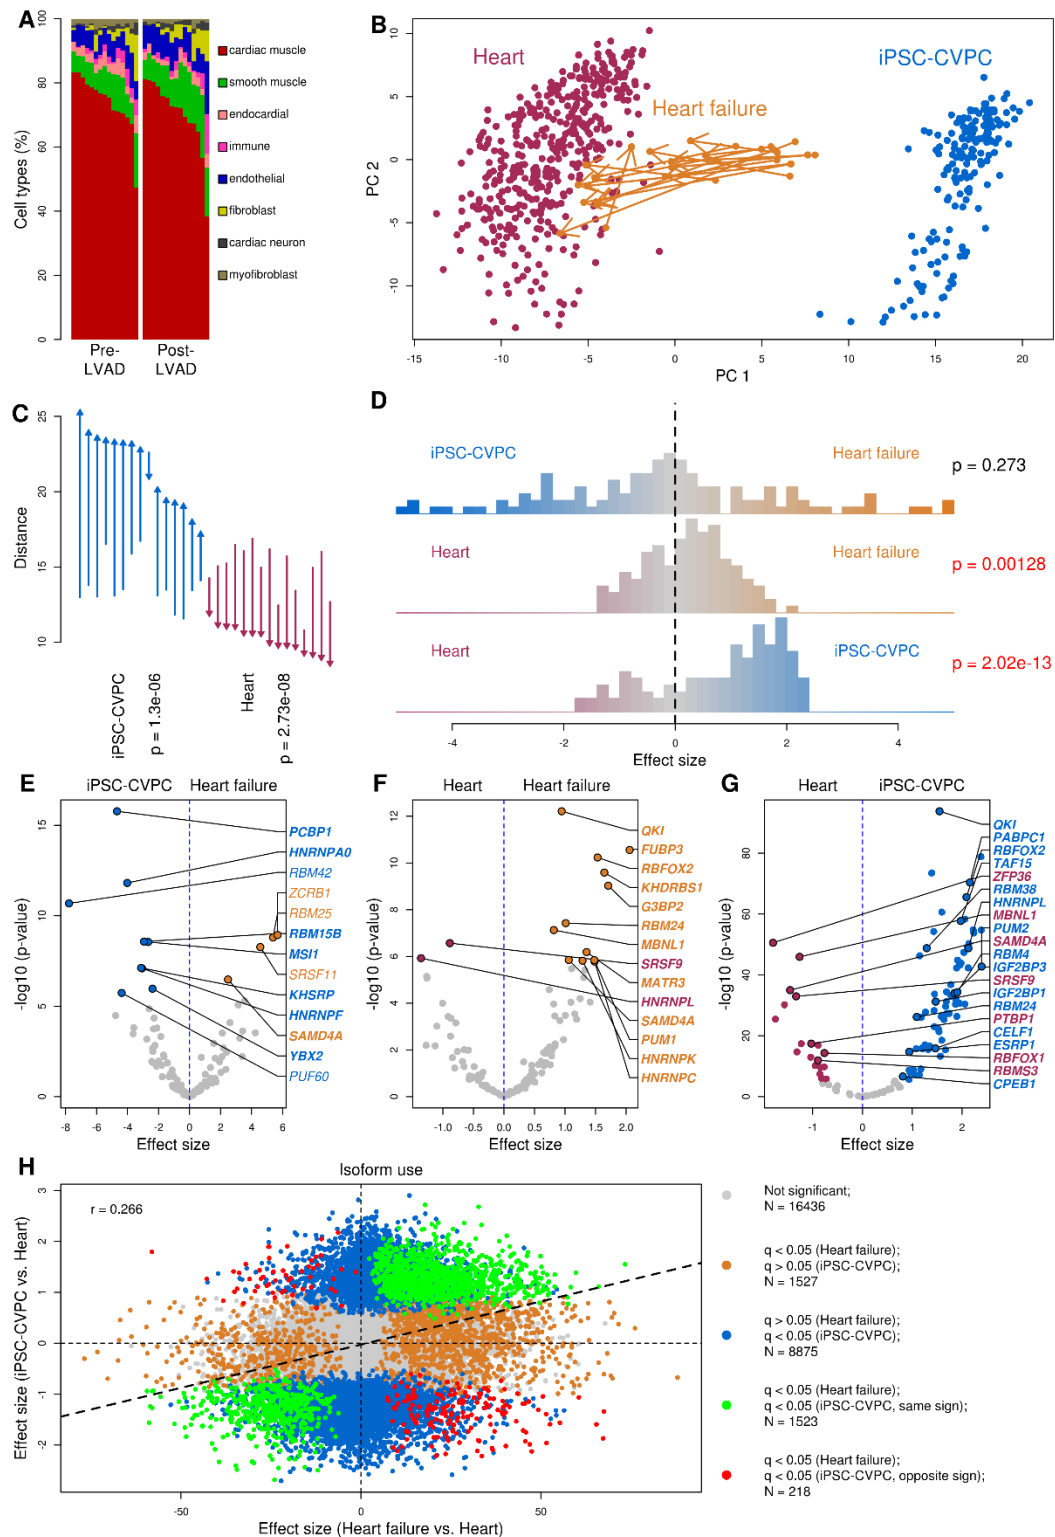 A
Cell types (%)
0
20
40
60
80
100
Pre-
LVAD
Post-
LVAD
cardiac muscle
smooth muscle
endocardial
immune
endothelial
fibroblast
cardiac neuron
myofibroblast
B
Heart
iPSC-CVPC
Heart failure
PC 2
10
5
0
-5
-10
-15
-10
-5
0
5
10
15
20
PC 1
C
Distance
25
20
15
10
iPSC-CVPC
p = 1.3e-06
Heart
p = 2.73e-08
D
iPSC-CVPC
Heart failure
p = 0.273
Heart
Heart failure
p = 0.00128
Heart
iPSC-CVPC
p = 2.02e-13
-4
-2
0
2
4
Effect size
E
iPSC-CVPC
Heart failure
-log10 (p-value)
15
10
5
0
-8
-6
-4
-2
0
2
4
6
Effect size
PCBP1
HNRNPA0
RBM42
ZCRB1
RBM25
RBM15B
MSI1
SRSF11
KHSRP
HNRNPF
SAMD4A
YBX2
PUF60
F
Heart
Heart failure
-log10 (p-value)
12
10
8
6
4
2
0
-1.0
-0.5
0.0
0.5
1.0
1.5
2.0
Effect size
QKI
FUBP3
RBFOX2
KHDRBS1
G3BP2
RBM24
MBNL1
SRSF9
MATR3
HNRNPL
SAMD4A
PUM1
HNRNPK
HNRNPC
G
Heart
iPSC-CVPC
-log10 (p-value)
80
60
40
20
0
-1
0
1
2
Effect size
QKI
PABPC1
RBFOX2
TAF15
ZFP36
RBM38
HNRNPL
MBNL1
PUM2
SAMD4A
RBM4
IGF2BP3
SRSF9
IGF2BP1
RBM24
PTBP1
CELF1
ESRP1
RBFOX1
RBMS3
CPEB1
H
Isoform use
r = 0.266
Effect size (iPSC-CVPC vs. Heart)
3
2
1
0
-1
-2
-50
0
50
Effect size (Heart failure vs. Heart)
Not significant;
N = 16436
q < 0.05 (Heart failure);
q > 0.05 (iPSC-CVPC);
N = 1527
q > 0.05 (Heart failure);
q < 0.05 (iPSC-CVPC);
N = 8875
q < 0.05 (Heart failure);
q < 0.05 (iPSC-CVPC, same sign);
N = 1523
q < 0.05 (Heart failure);
q < 0.05 (iPSC-CVPC, opposite sign);
N = 218